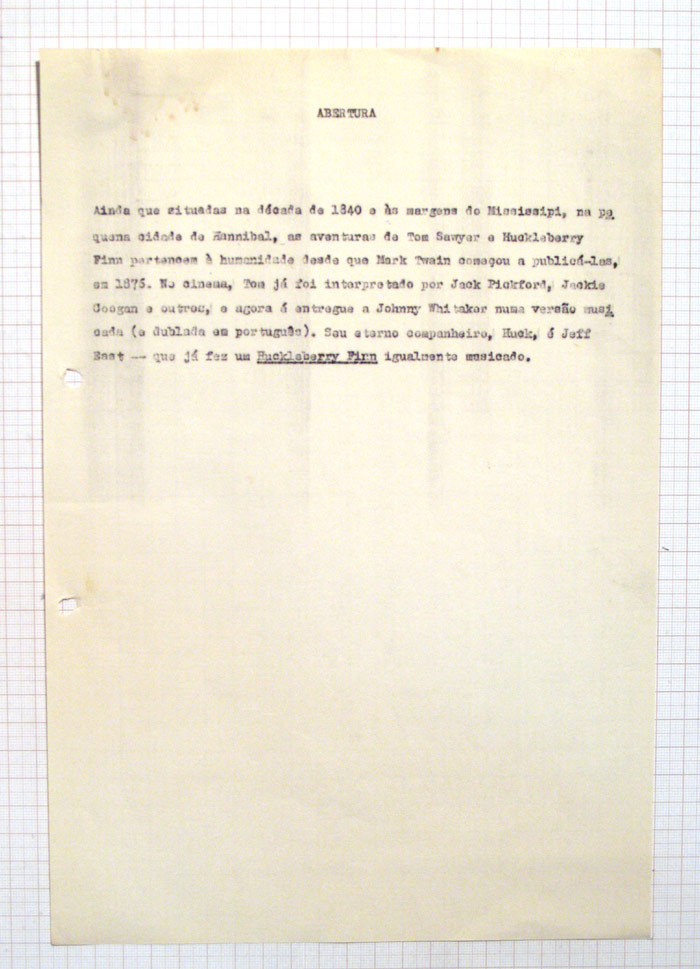 ABERTURA
Ainda que situadas na década de 1840 e às margens do Mississipi, na pe
quena cidade de Hannibal, as aventuras de Tom Sawyer e Huckleberry
Finn pertencem à humanidade desde que Mark Twain começou a publicá-las,
em 1875. No cinema, Tom já foi interpretado por Jack Pickford, Jackie
Coogan e outros, e agora é entregue a Johnny Whitaker numa versão musi
cada (e dublada em português). Seu eterno companheiro, Huck, é Jeff
East -- que já fez um Huckleberry Finn igualmente musicado.